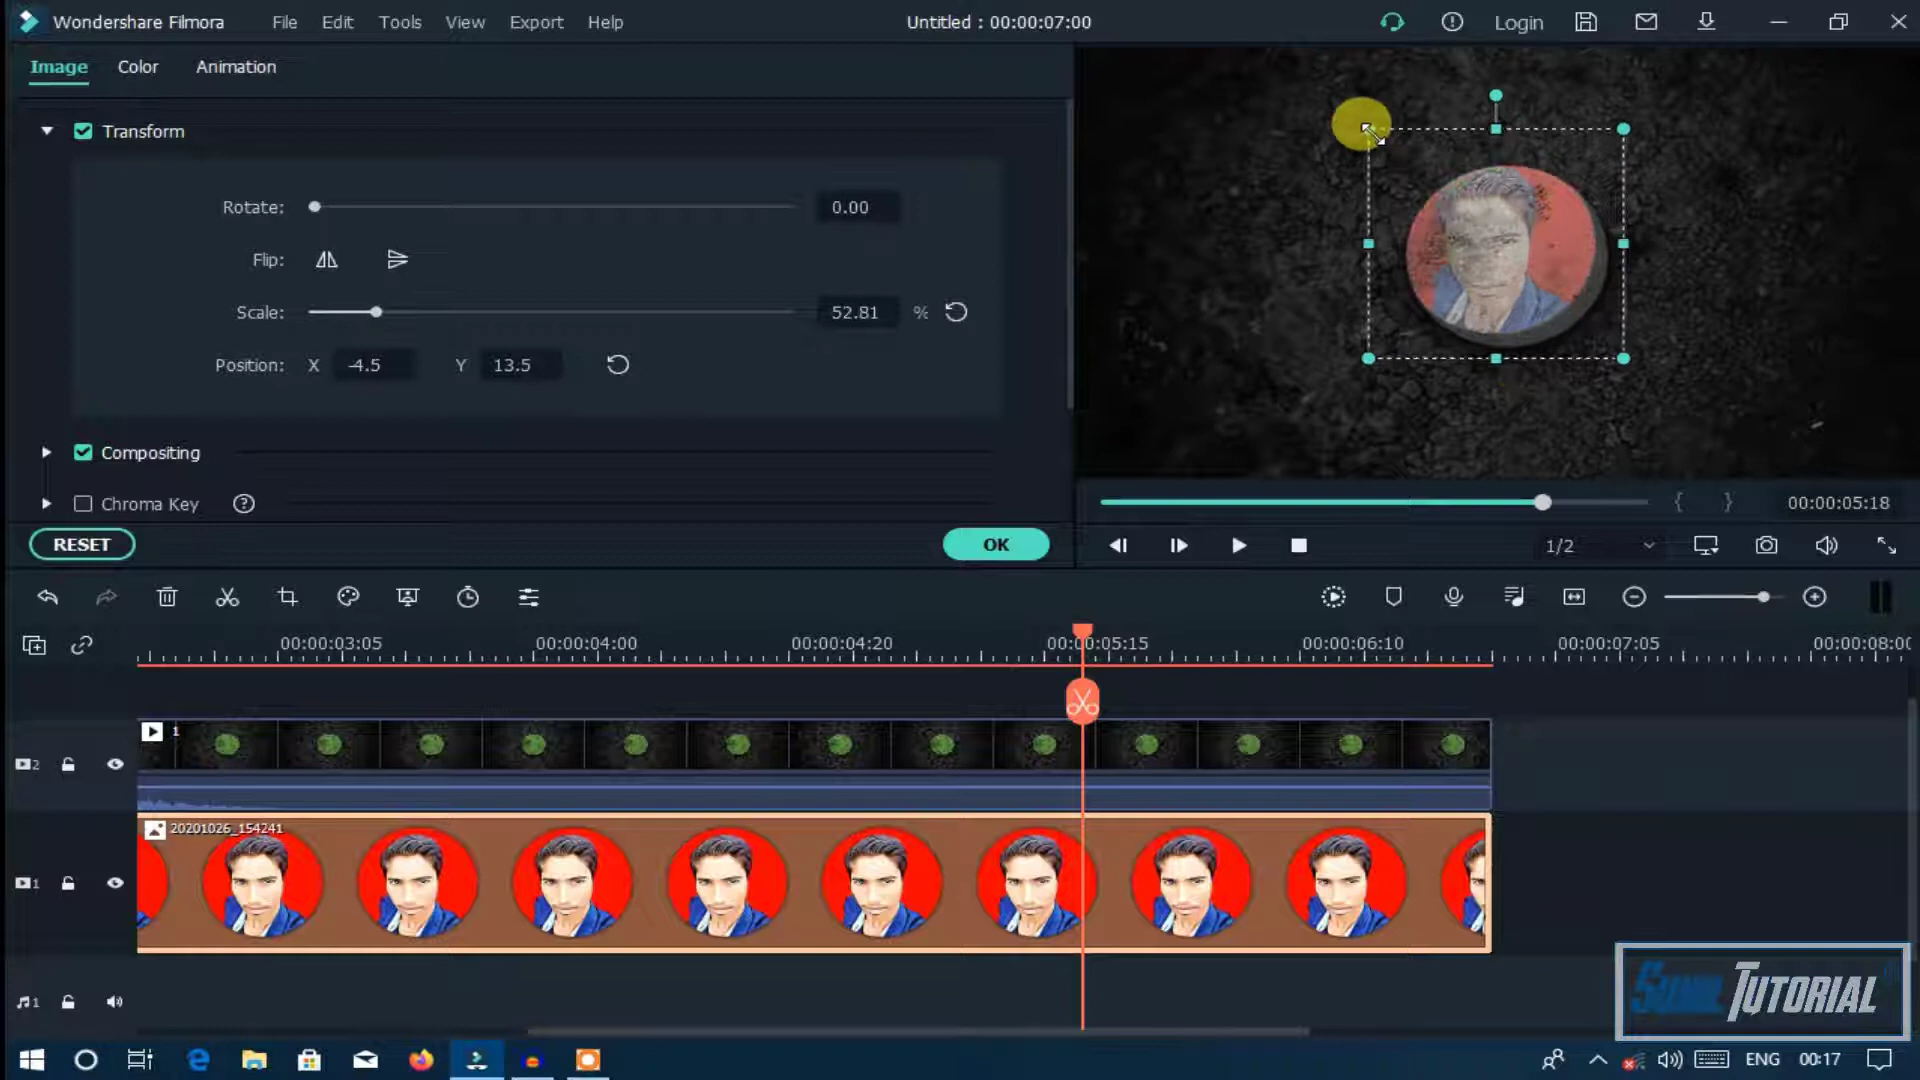 Wondershare Filmora File Edit Tools View Export Help Untitled : 00:00:07:00 Login
Image Color Animation
Transform
Rotate: 0.00
Flip:
Scale: 52.81 %
Position: X -4.5 Y 13.5
Compositing
Chroma Key ?
00:00:05:18
RESET OK
1/2
00:00:03:05 00:00:04:00 00:00:04:20 00:00:05:15 00:00:06:10 00:00:07:05 00:00:08:00
1
2
20201026_154241
1
TUTORIAL
1
ENG 00:17